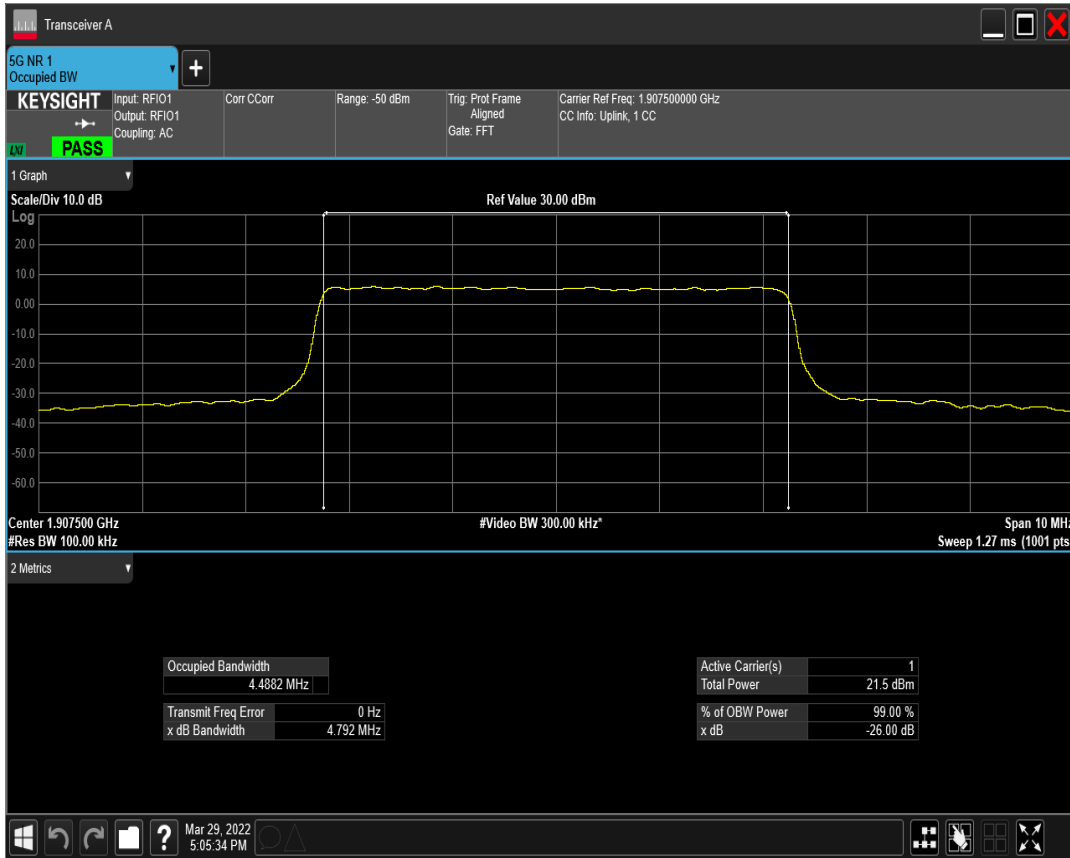 Transceiver A
5G NR 1
Occupied BW
KEYSIGHT
LXI
PASS
Input: RFIO1
Output: RFIO1
Coupling: AC
Corr CCorr
Range: -50 dBm
Trig: Prot Frame
Aligned
Gate: FFT
Carrier Ref Freq: 1.907500000 GHz
CC Info: Uplink, 1 CC
1 Graph
Scale/Div 10.0 dB
Ref Value 30.00 dBm
Log
20.0
10.0
0.00
-10.0
-20.0
-30.0
-40.0
-50.0
-60.0
Center 1.907500 GHz
#Video BW 300.00 kHz*
Span 10 MHz
#Res BW 100.00 kHz
Sweep 1.27 ms (1001 pts
2 Metrics
Occupied Bandwidth
4.4882 MHz
Transmit Freq Error 0 Hz
x dB Bandwidth 4.792 MHz
Active Carrier(s) 1
Total Power 21.5 dBm
% of OBW Power 99.00 %
x dB -26.00 dB
?
Mar 29, 2022
5:05:34 PM